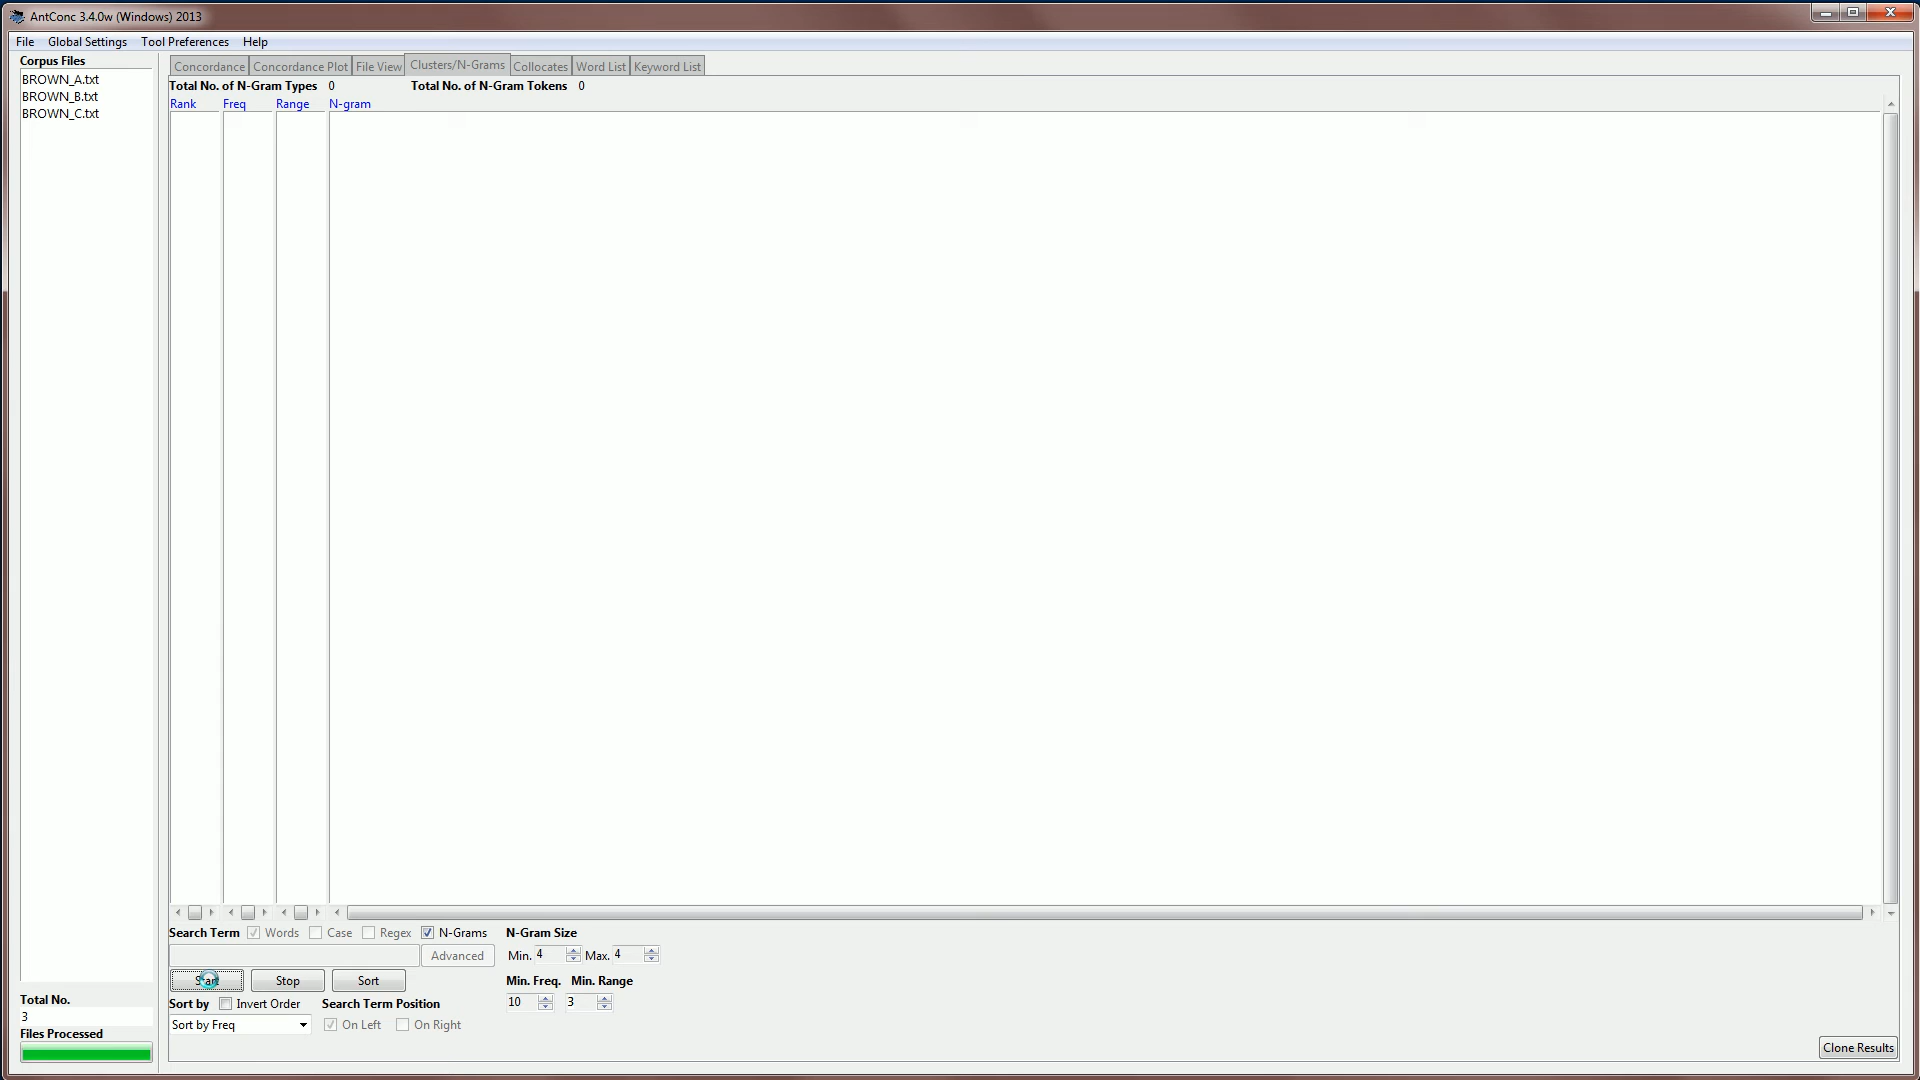 AntConc 3.4.0w (Windows) 2013
File Global Settings Tool Preferences Help
Corpus Files
BROWN_A.txt
BROWN_B.txt
BROWN_C.txt
Concordance Concordance Plot File View Clusters/N-Grams Collocates Word List Keyword List
Total No. of N-Gram Types 0 Total No. of N-Gram Tokens 0
Rank Freq Range N-gram
Search Term Words Case Regex N-Grams N-Gram Size
Advanced Min. 4 Max. 4
Start Stop Sort Min. Freq. Min. Range
Sort by Invert Order Search Term Position 10 3
Sort by Freq On Left On Right
Total No.
3
Files Processed
Clone Results